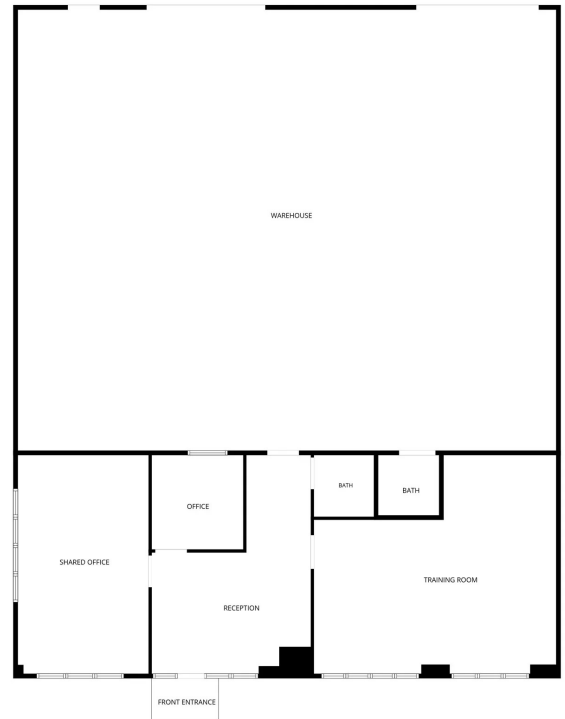 WAREHOUSE
BATH
BATH
OFFICE
SHARED OFFICE
TRAINING ROOM
RECEPTION
FRONT ENTRANCE